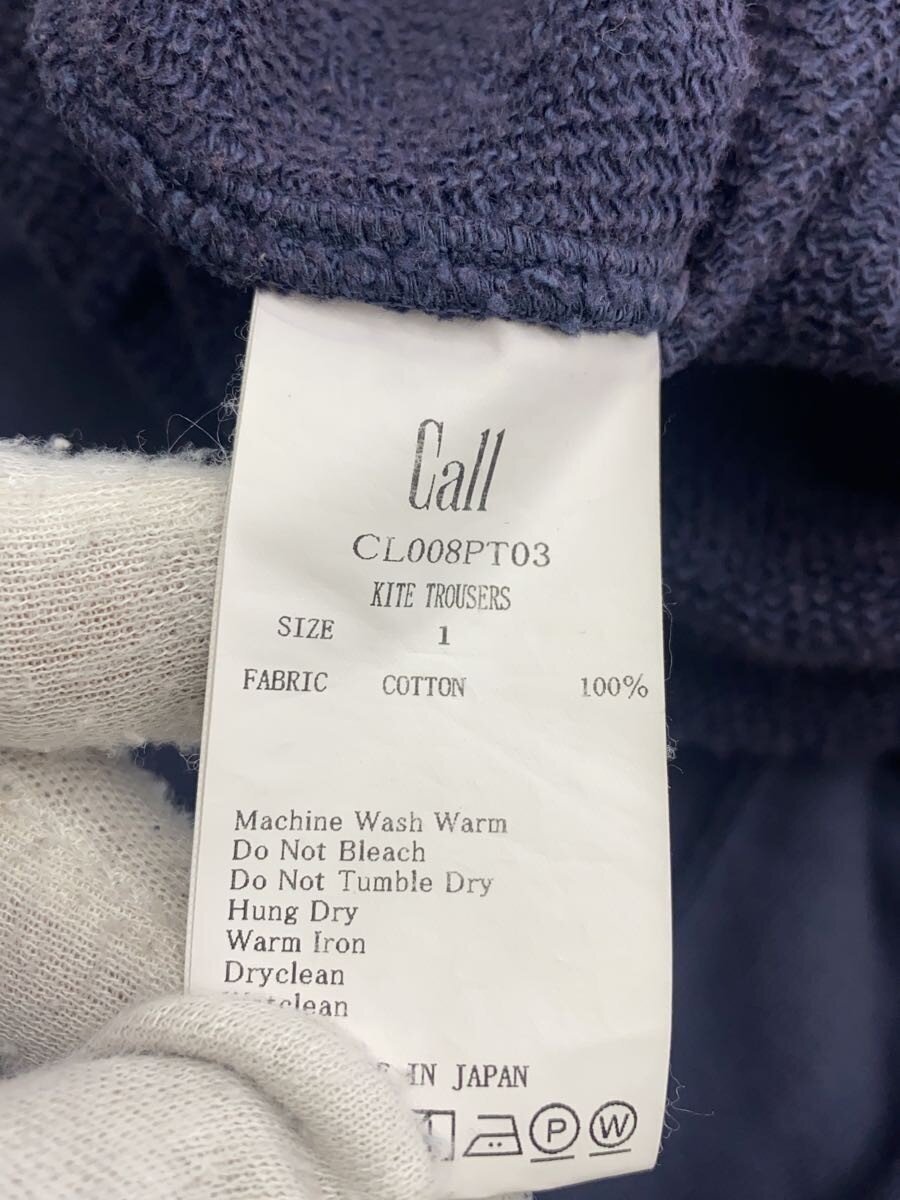 Call
CL008PT03
KITE TROUSERS
SIZE 1
FABRIC COTTON 100%
Machine Wash Warm
Do Not Bleach
Do Not Tumble Dry
Hung Dry
Warm Iron
Dryclean
IN JAPAN
P W